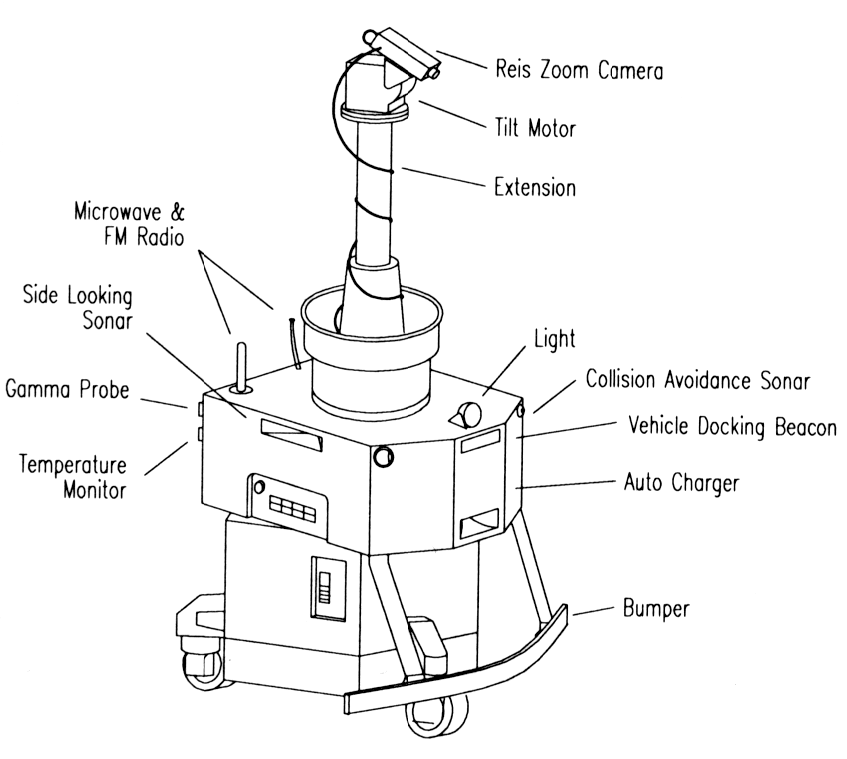 Reis Zoom Camera
Tilt Motor
Extension
Microwave &
FM Radio
Side Looking
Sonar
Light
Collision Avoidance Sonar
Gamma Probe
Vehicle Docking Beacon
Temperature
Monitor
Auto Charger
Bumper